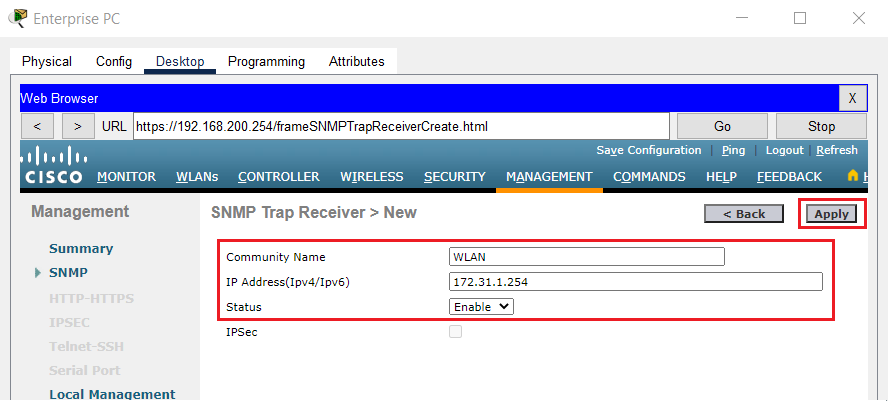 Enterprise PC
Physical Config Desktop Programming Attributes
Web Browser X
< > URL https://192.168.200.254/frameSNMPTrapReceiverCreate.html Go Stop
Save Configuration | Ping | Logout | Refresh
CISCO MONITOR WLANs CONTROLLER WIRELESS SECURITY MANAGEMENT COMMANDS HELP FEEDBACK
Management SNMP Trap Receiver > New < Back Apply
Summary
SNMP
HTTP-HTTPS
IPSEC
Telnet-SSH
Serial Port
Local Management
Community Name WLAN
IP Address(Ipv4/Ipv6) 172.31.1.254
Status Enable
IPSec